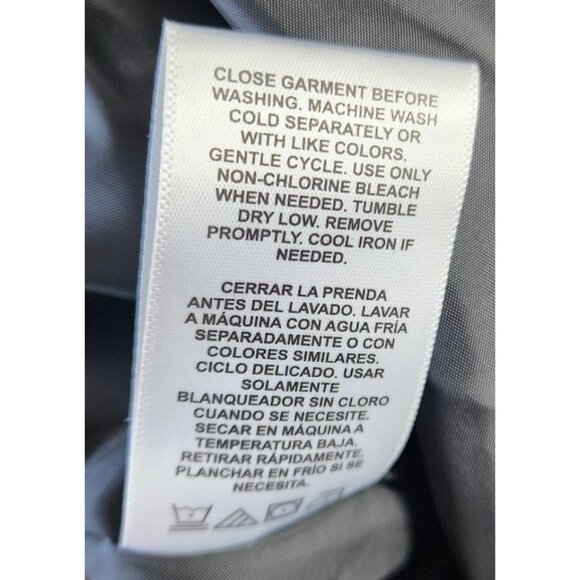 CLOSE GARMENT BEFORE
WASHING. MACHINE WASH
COLD SEPARATELY OR
WITH LIKE COLORS.
GENTLE CYCLE. USE ONLY
NON-CHLORINE BLEACH
WHEN NEEDED. TUMBLE
DRY LOW. REMOVE
PROMPTLY. COOL IRON IF
NEEDED.
CERRAR LA PRENDA
ANTES DEL LAVADO. LAVAR
A MÁQUINA CON AGUA FRÍA
SEPARADAMENTE O CON
COLORES SIMILARES.
CICLO DELICADO. USAR
SOLAMENTE
BLANQUEADOR SIN CLORO
CUANDO SE NECESITE.
SECAR EN MÁQUINA A
TEMPERATURA BAJA.
RETIRAR RÁPIDAMENTE.
PLANCHAR EN FRÍO SI SE
NECESITA.